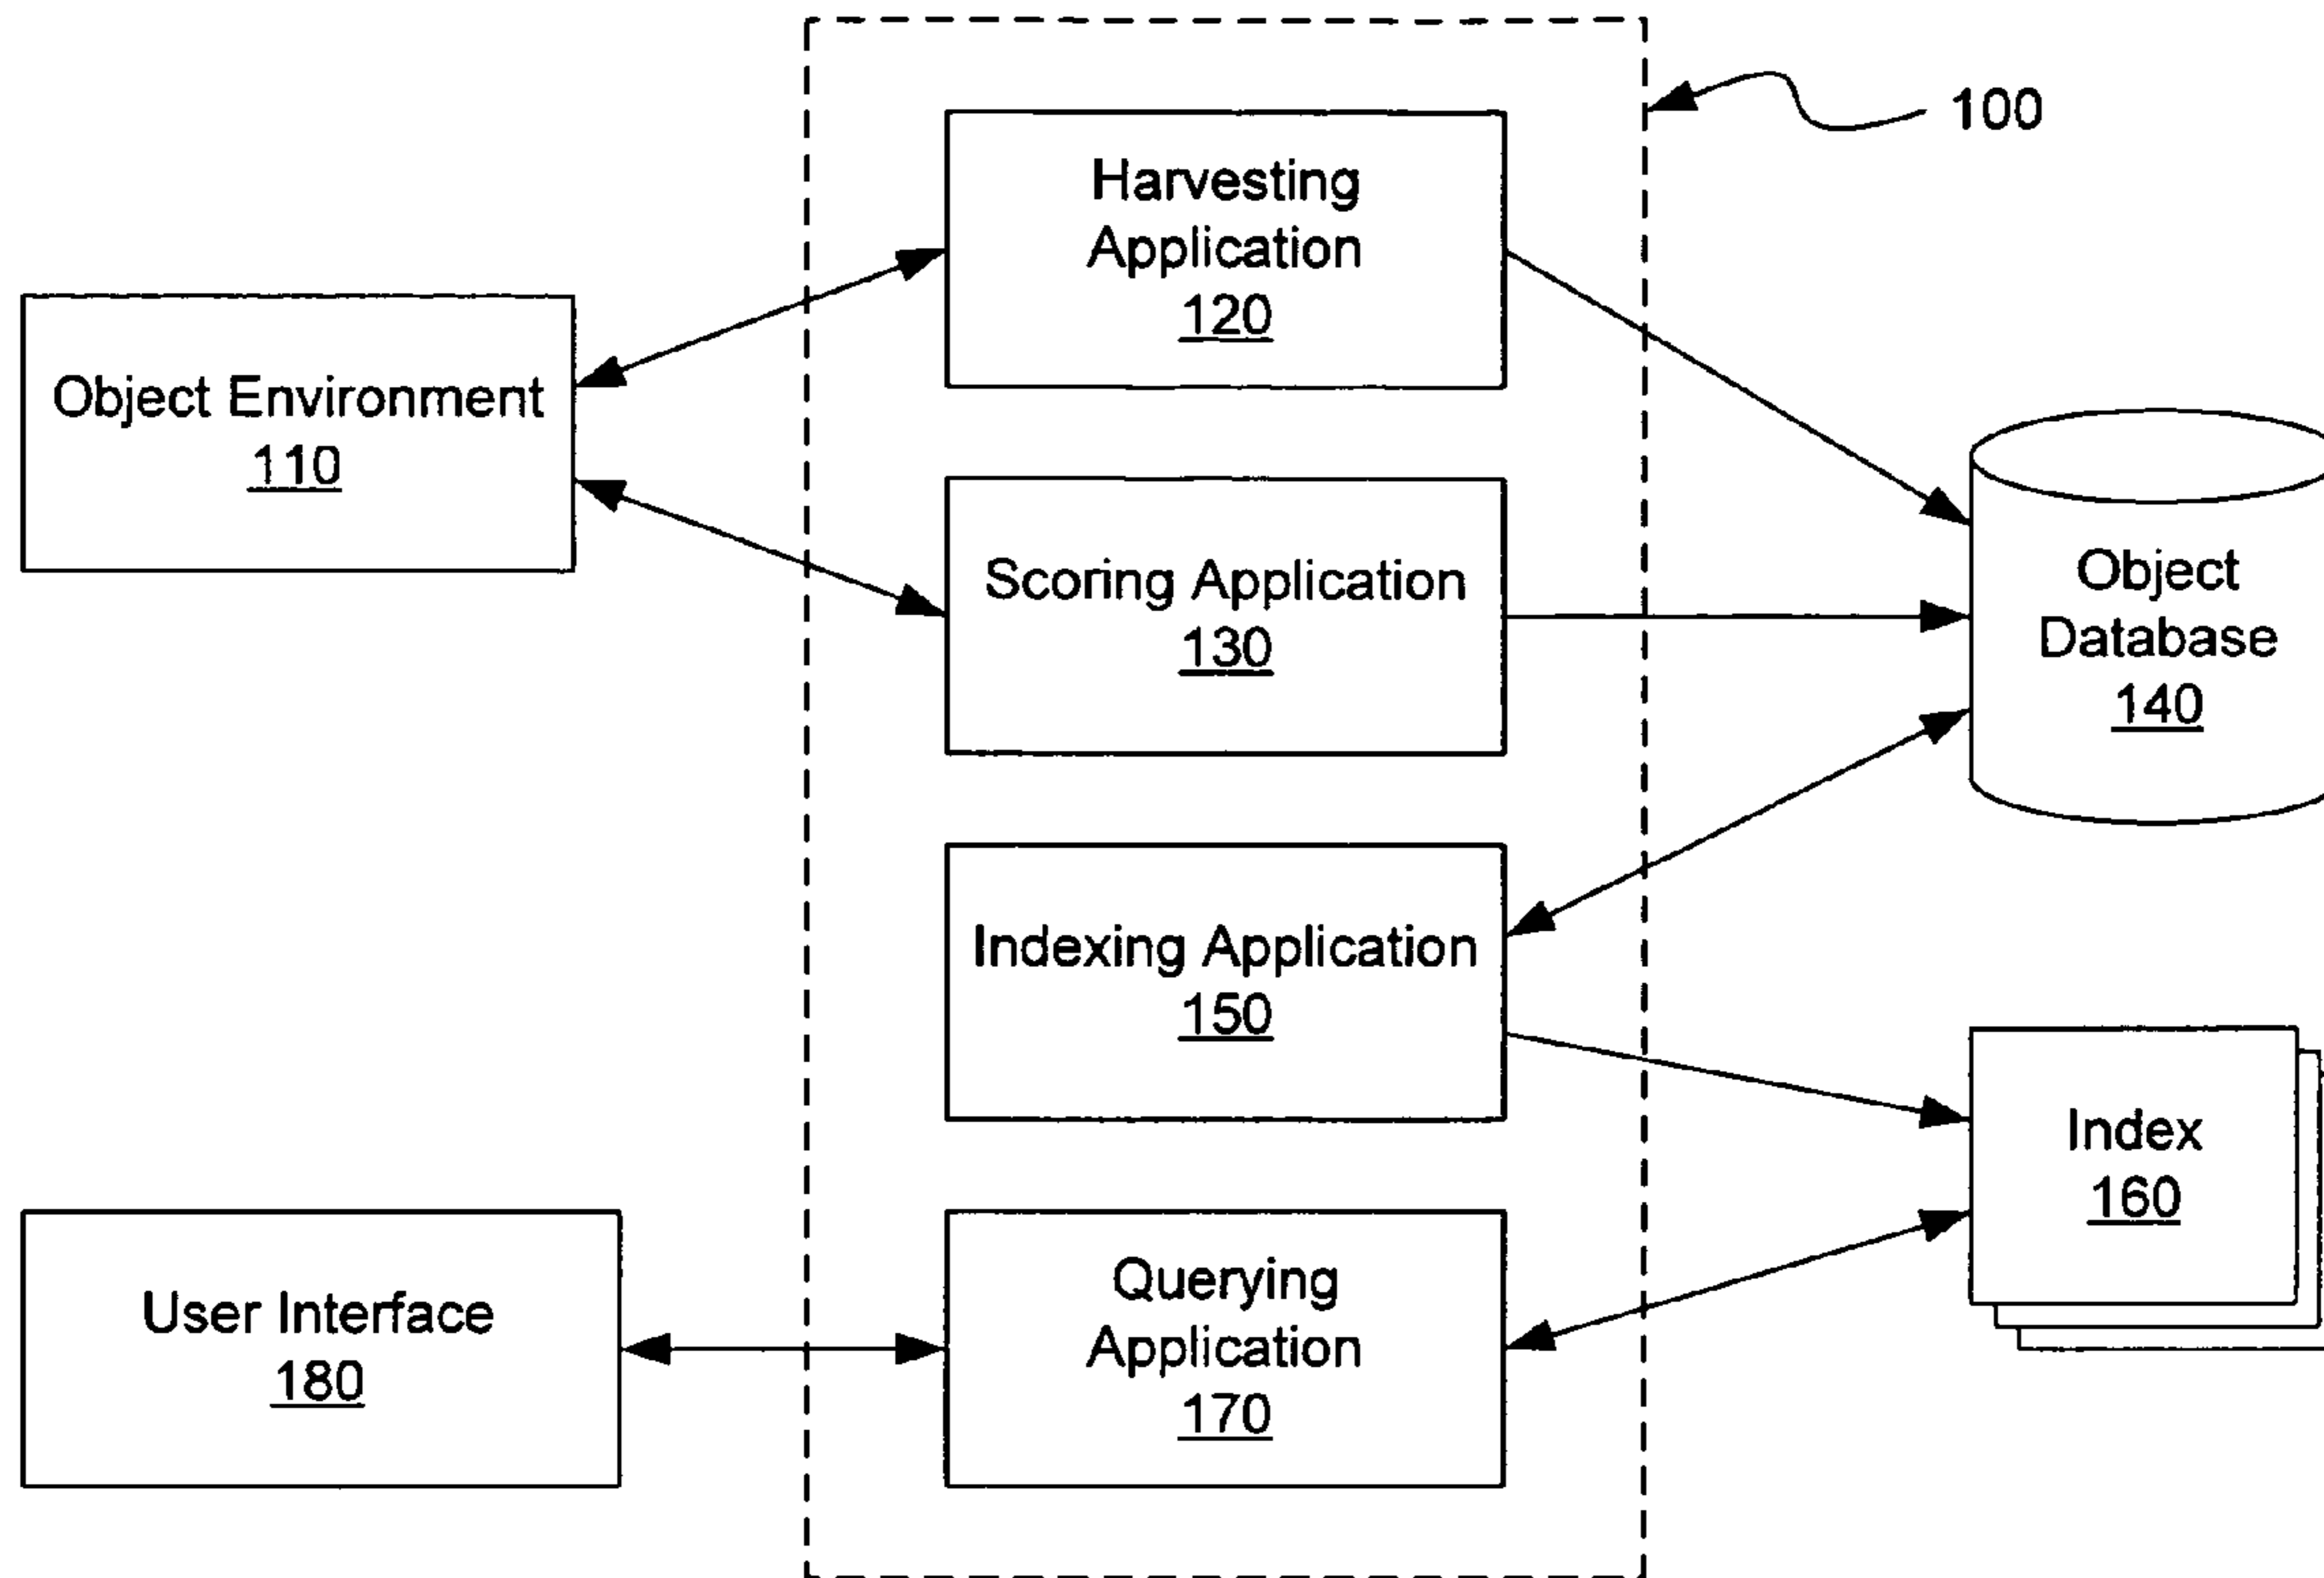 100
Harvesting
Application
120
Object Environment
110
Scoring Application
130
Object
Database
140
Indexing Application
150
Index
160
User Interface
180
Querying
Application
170